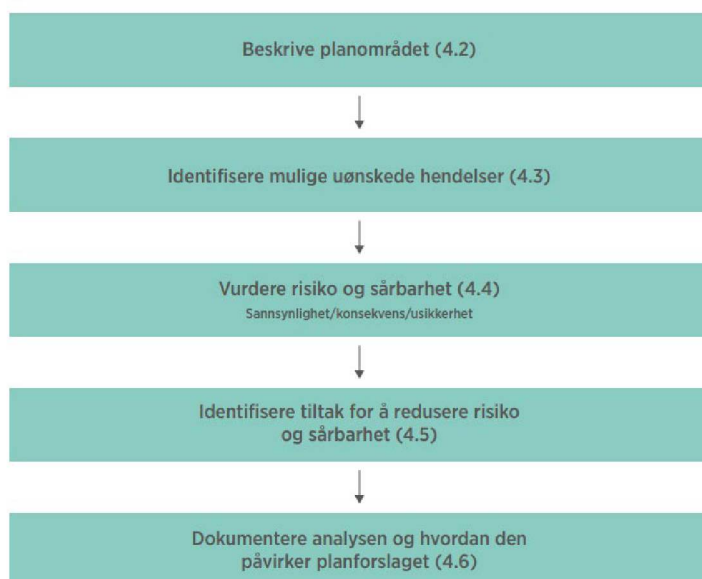 Beskrive planområdet (4.2)
Identifisere mulige uønskede hendelser (4.3)
Vurdere risiko og sårbarhet (4.4)
Sannsynlighet/konsekvens/usikkerhet
Identifisere tiltak for å redusere risiko
og sårbarhet (4.5)
Dokumentere analysen og hvordan den
påvirker planforslaget (4.6)